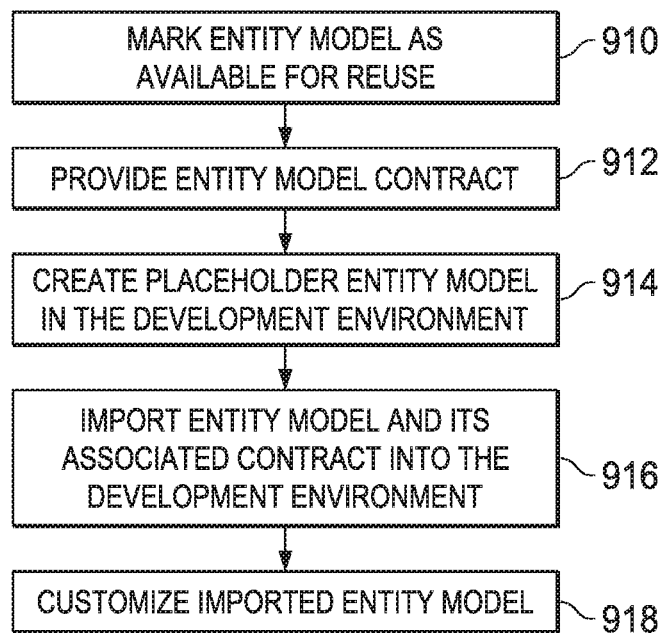 MARK ENTITY MODEL AS
AVAILABLE FOR REUSE
910
PROVIDE ENTITY MODEL CONTRACT
912
CREATE PLACEHOLDER ENTITY MODEL
IN THE DEVELOPMENT ENVIRONMENT
914
IMPORT ENTITY MODEL AND ITS
ASSOCIATED CONTRACT INTO THE
DEVELOPMENT ENVIRONMENT
916
CUSTOMIZE IMPORTED ENTITY MODEL
918